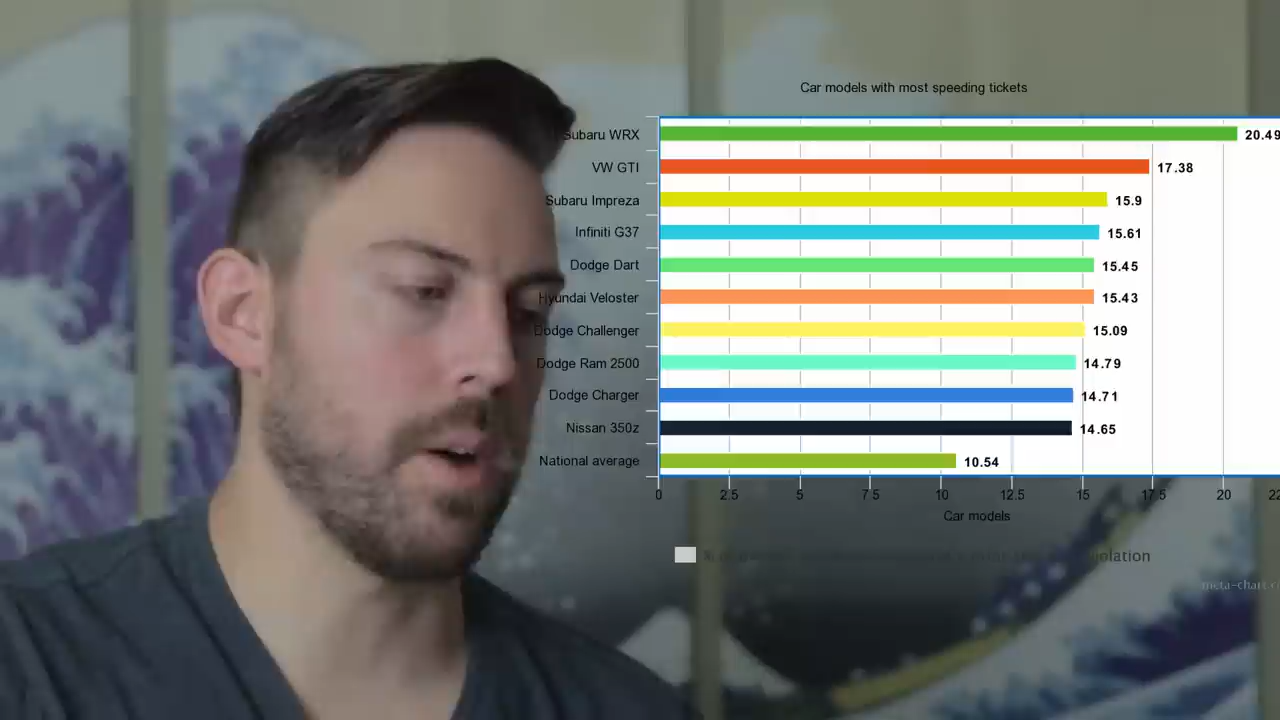 Car models with most speeding tickets
Subaru WRX 20.49
VW GTI 17.38
Subaru Impreza 15.9
Infiniti G37 15.61
Dodge Dart 15.45
Hyundai Veloster 15.43
Dodge Challenger 15.09
Dodge Ram 2500 14.79
Dodge Charger 14.71
Nissan 350z 14.65
National average 10.54
0 2.5 5 7.5 10 12.5 15 17.5 20 22
Car models
meta-chart.c